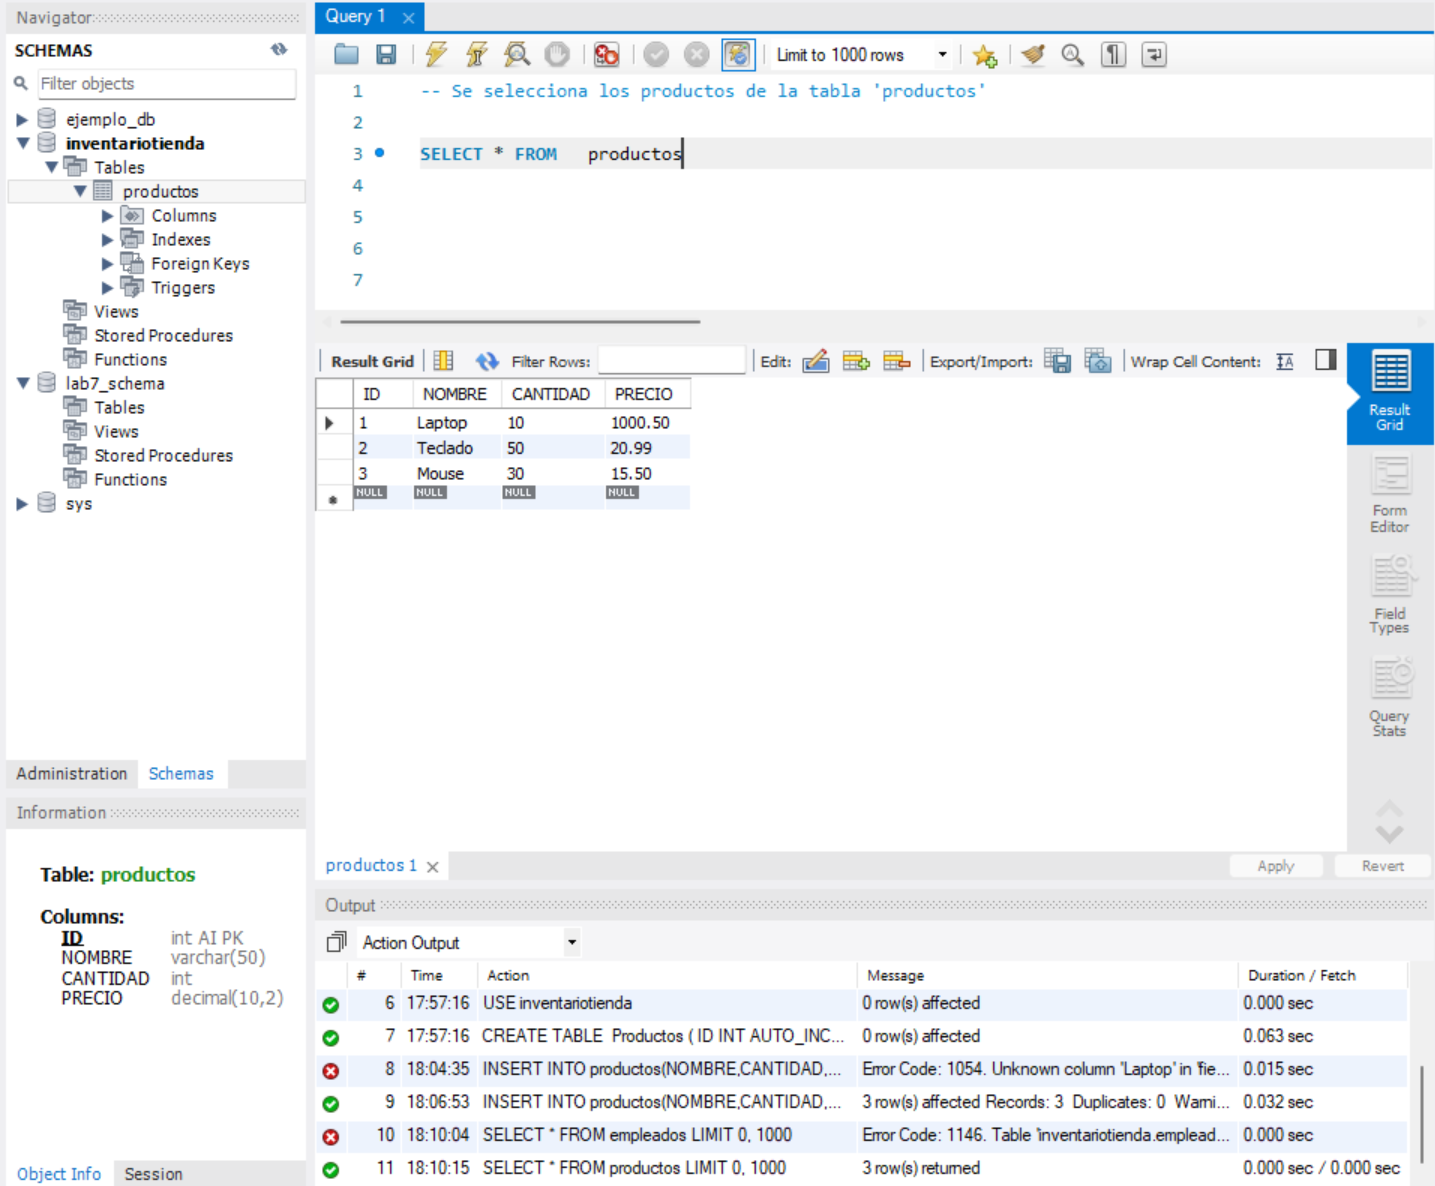 Navigator
SCHEMAS
Filter objects
ejemplo_db
inventariotienda
Tables
productos
Columns
Indexes
Foreign Keys
Triggers
Views
Stored Procedures
Functions
lab7_schema
Tables
Views
Stored Procedures
Functions
sys
Administration Schemas
Information
Table: productos
Columns:
ID int AI PK
NOMBRE varchar(50)
CANTIDAD int
PRECIO decimal(10,2)
Object Info Session
Query 1
Limit to 1000 rows
1 -- Se selecciona los productos de la tabla 'productos'
2
3 SELECT * FROM productos
4
5
6
7
Result Grid Filter Rows: Edit: Export/Import: Wrap Cell Content:
ID NOMBRE CANTIDAD PRECIO
1 Laptop 10 1000.50
2 Teclado 50 20.99
3 Mouse 30 15.50
NULL NULL NULL NULL
Result
Grid
Form
Editor
Field
Types
Query
Stats
productos 1 Apply Revert
Output
Action Output
# Time Action Message Duration / Fetch
6 17:57:16 USE inventariotienda 0 row(s) affected 0.000 sec
7 17:57:16 CREATE TABLE Productos ( ID INT AUTO_INC... 0 row(s) affected 0.063 sec
8 18:04:35 INSERT INTO productos(NOMBRE,CANTIDAD,... Error Code: 1054. Unknown column 'Laptop' in 'fie... 0.015 sec
9 18:06:53 INSERT INTO productos(NOMBRE,CANTIDAD,... 3 row(s) affected Records: 3 Duplicates: 0 Warni... 0.032 sec
10 18:10:04 SELECT * FROM empleados LIMIT 0, 1000 Error Code: 1146. Table 'inventariotienda.emplead... 0.000 sec
11 18:10:15 SELECT * FROM productos LIMIT 0, 1000 3 row(s) returned 0.000 sec / 0.000 sec